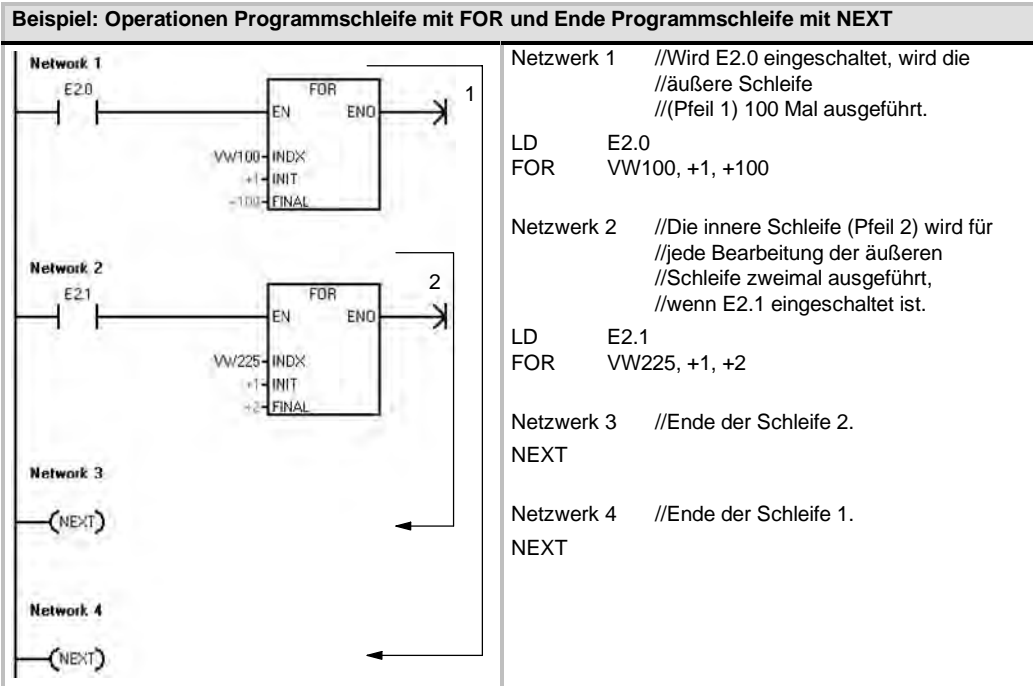 Beispiel: Operationen Programmschleife mit FOR und Ende Programmschleife mit NEXT
Network 1
E2.0
FOR
EN ENO
1
VW100 INDX
+1 INIT
+100 FINAL
Network 2
E2.1
FOR
EN ENO
2
VW225 INDX
+1 INIT
+2 FINAL
Network 3
NEXT
Network 4
NEXT
Netzwerk 1 //Wird E2.0 eingeschaltet, wird die
//äußere Schleife
//(Pfeil 1) 100 Mal ausgeführt.
LD E2.0
FOR VW100, +1, +100
Netzwerk 2 //Die innere Schleife (Pfeil 2) wird für
//jede Bearbeitung der äußeren
//Schleife zweimal ausgeführt,
//wenn E2.1 eingeschaltet ist.
LD E2.1
FOR VW225, +1, +2
Netzwerk 3 //Ende der Schleife 2.
NEXT
Netzwerk 4 //Ende der Schleife 1.
NEXT